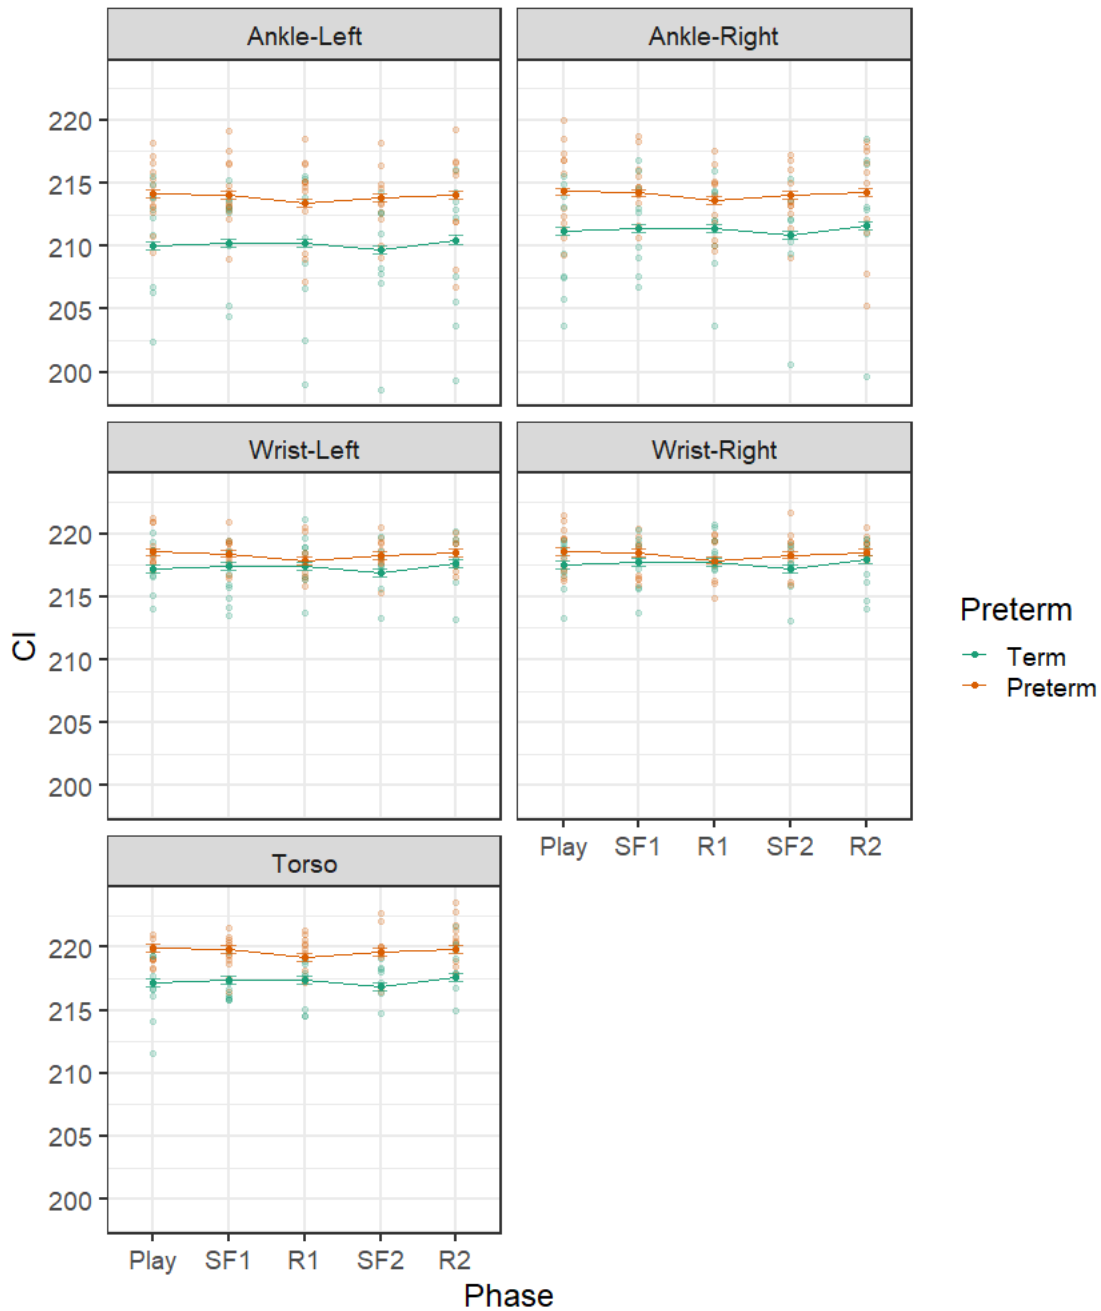 Ankle-Left
Ankle-Right
220
215
210
205
200
Wrist-Left
Wrist-Right
220
215
210
205
200
CI
Preterm
Term
Preterm
Play SF1 R1 SF2 R2
Torso
220
215
210
205
200
Play SF1 R1 SF2 R2
Phase